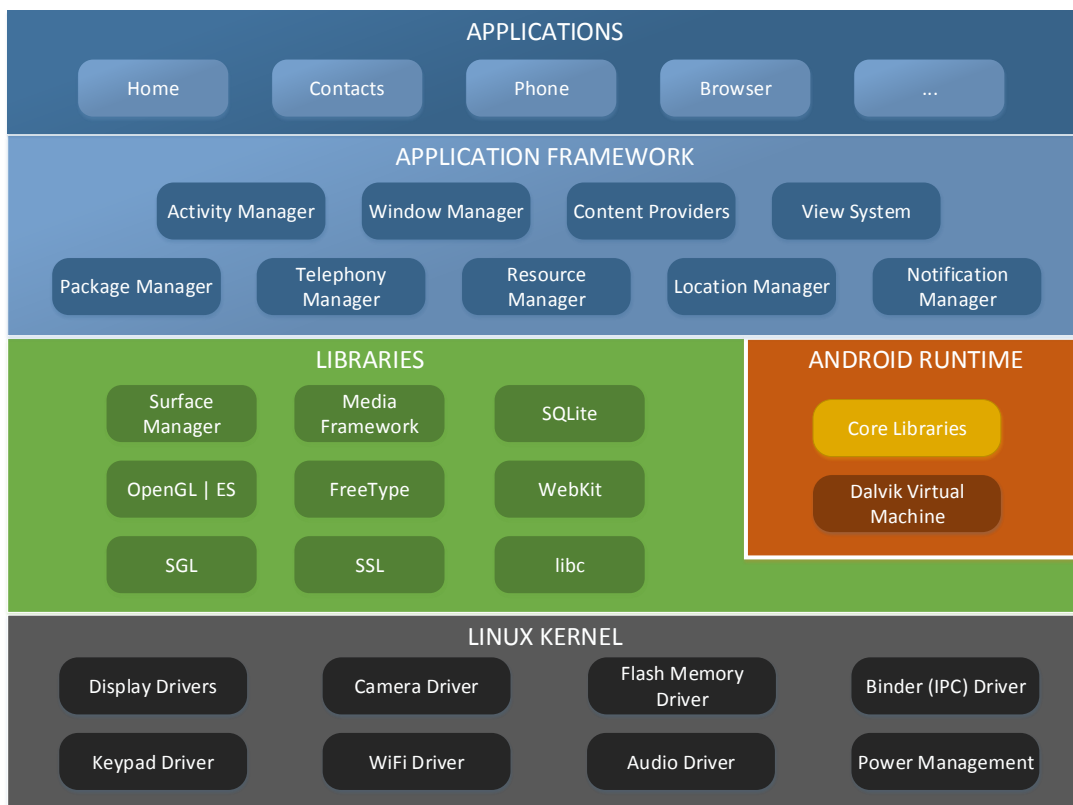 APPLICATIONS
Home
Contacts
Phone
Browser
...
APPLICATION FRAMEWORK
Activity Manager
Window Manager
Content Providers
View System
Package Manager
Telephony
Manager
Resource
Manager
Location Manager
Notification
Manager
LIBRARIES
Surface
Manager
Media
Framework
SQLite
OpenGL | ES
FreeType
WebKit
SGL
SSL
libc
ANDROID RUNTIME
Core Libraries
Dalvik Virtual
Machine
LINUX KERNEL
Display Drivers
Camera Driver
Flash Memory
Driver
Binder (IPC) Driver
Keypad Driver
WiFi Driver
Audio Driver
Power Management